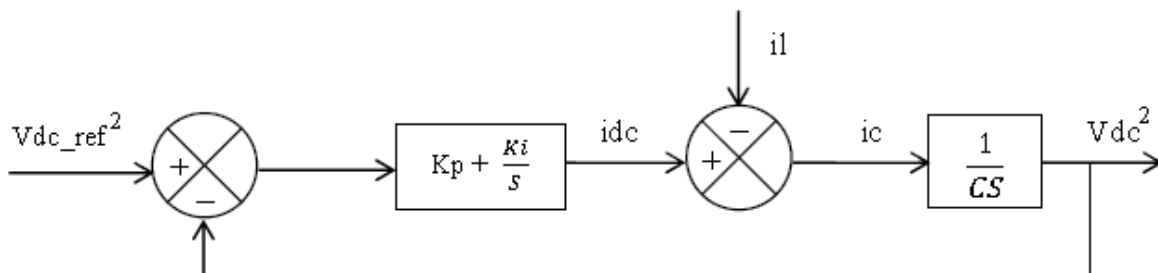 il
Vdc_ref²
+
−
Kp + Ki/S
idc
−
+
ic
1/CS
Vdc²